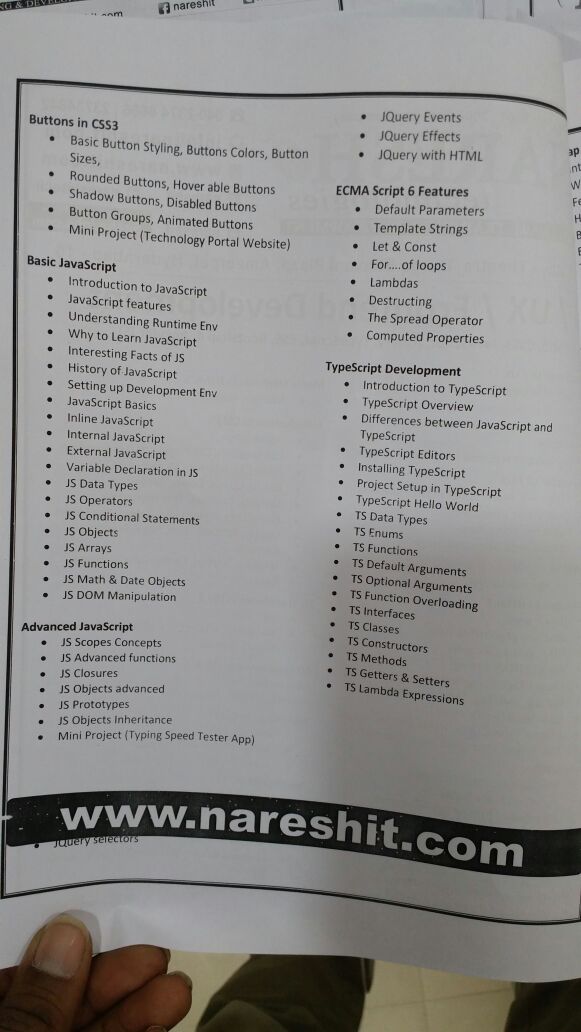 nareshit
Buttons in CSS3
• Basic Button Styling, Buttons Colors, Button
Sizes,
• Rounded Buttons, Hover able Buttons
• Shadow Buttons, Disabled Buttons
• Button Groups, Animated Buttons
• Mini Project (Technology Portal Website)
Basic JavaScript
• Introduction to JavaScript
• JavaScript features
• Understanding Runtime Env
• Why to Learn JavaScript
• Interesting Facts of JS
• History of JavaScript
• Setting up Development Env
• JavaScript Basics
• Inline JavaScript
• Internal JavaScript
• External JavaScript
• Variable Declaration in JS
• JS Data Types
• JS Operators
• JS Conditional Statements
• JS Objects
• JS Arrays
• JS Functions
• JS Math & Date Objects
• JS DOM Manipulation
Advanced JavaScript
• JS Scopes Concepts
• JS Advanced functions
• JS Closures
• JS Objects advanced
• JS Prototypes
• JS Objects Inheritance
• Mini Project (Typing Speed Tester App)
• JQuery selectors
• JQuery Events
• JQuery Effects
• JQuery with HTML
ECMA Script 6 Features
• Default Parameters
• Template Strings
• Let & Const
• For....of loops
• Lambdas
• Destructing
• The Spread Operator
• Computed Properties
TypeScript Development
• Introduction to TypeScript
• TypeScript Overview
• Differences between JavaScript and
TypeScript
• TypeScript Editors
• Installing TypeScript
• Project Setup in TypeScript
• TypeScript Hello World
• TS Data Types
• TS Enums
• TS Functions
• TS Default Arguments
• TS Optional Arguments
• TS Function Overloading
• TS Interfaces
• TS Classes
• TS Constructors
• TS Methods
• TS Getters & Setters
• TS Lambda Expressions
www.nareshit.com